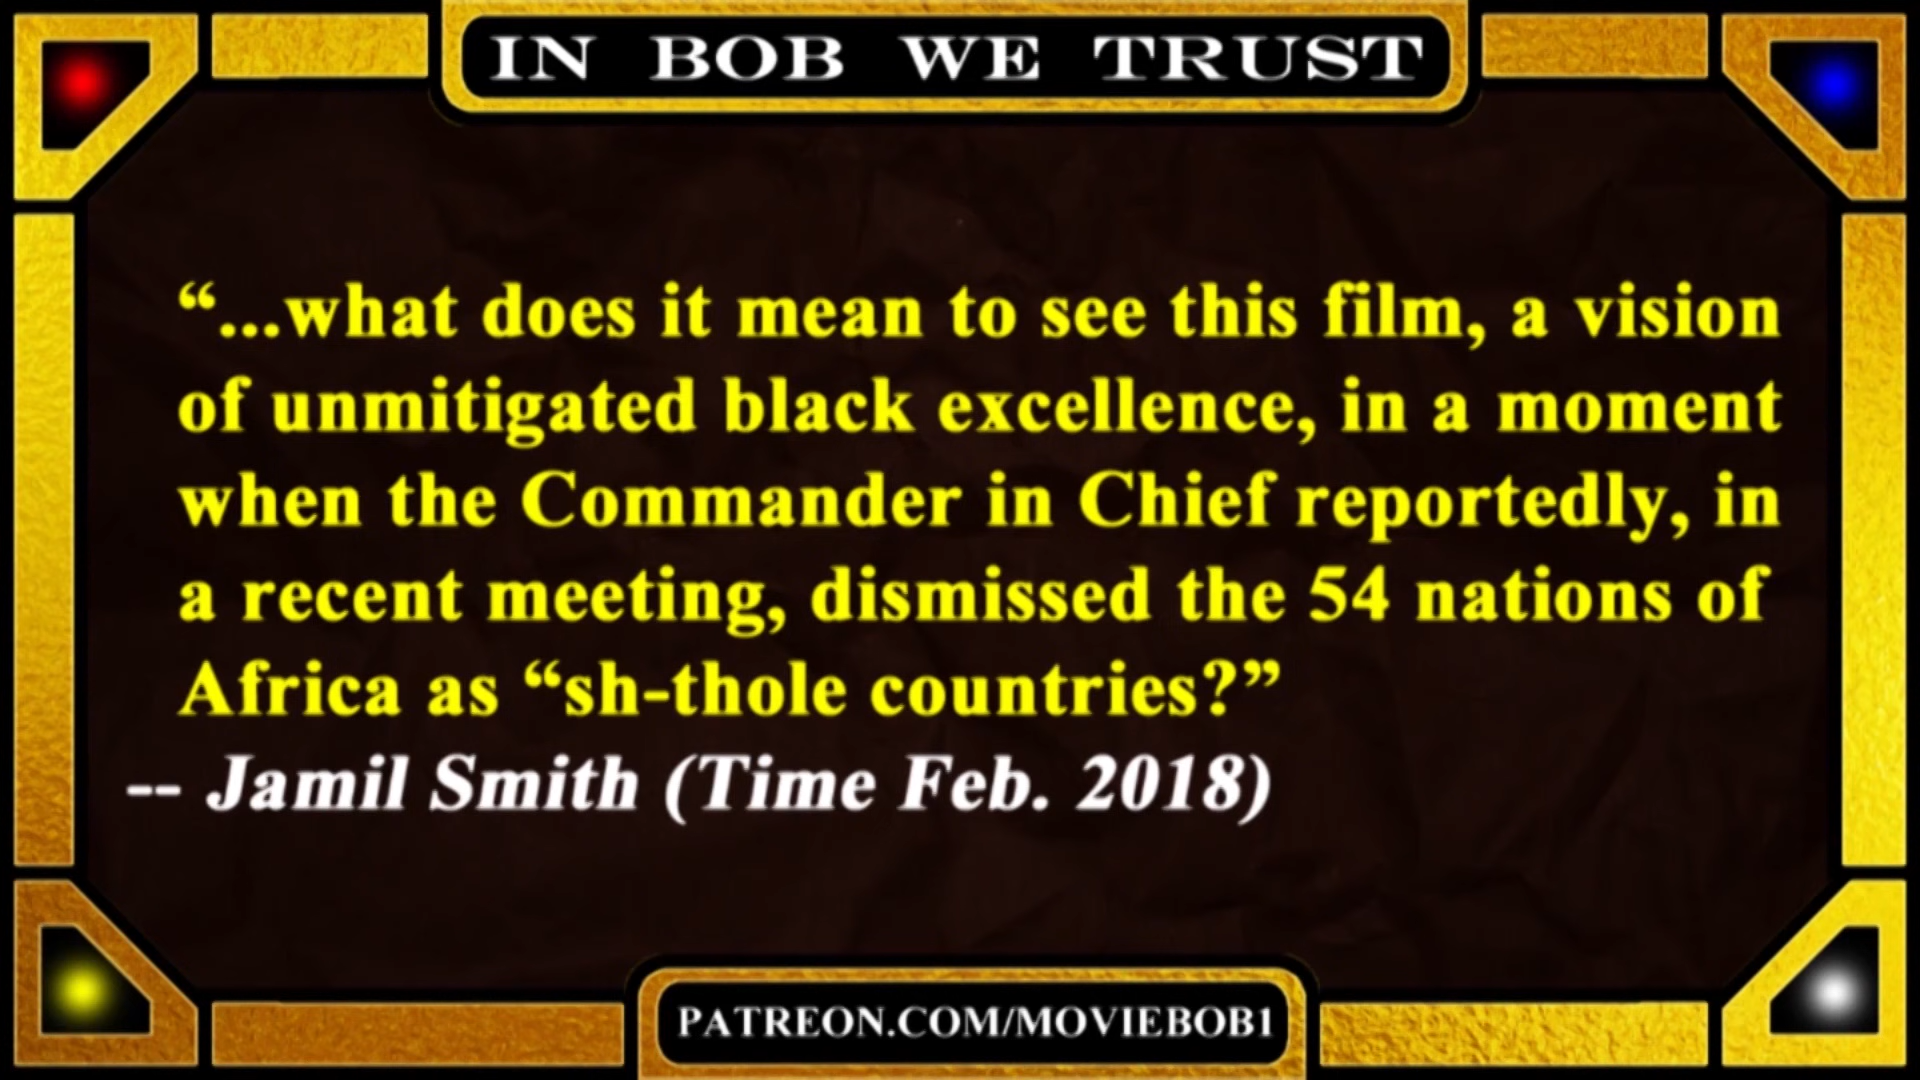 IN BOB WE TRUST
“...what does it mean to see this film, a vision
of unmitigated black excellence, in a moment
when the Commander in Chief reportedly, in
a recent meeting, dismissed the 54 nations of
Africa as “sh-thole countries?”
-- Jamil Smith (Time Feb. 2018)
PATREON.COM/MOVIEBOB1